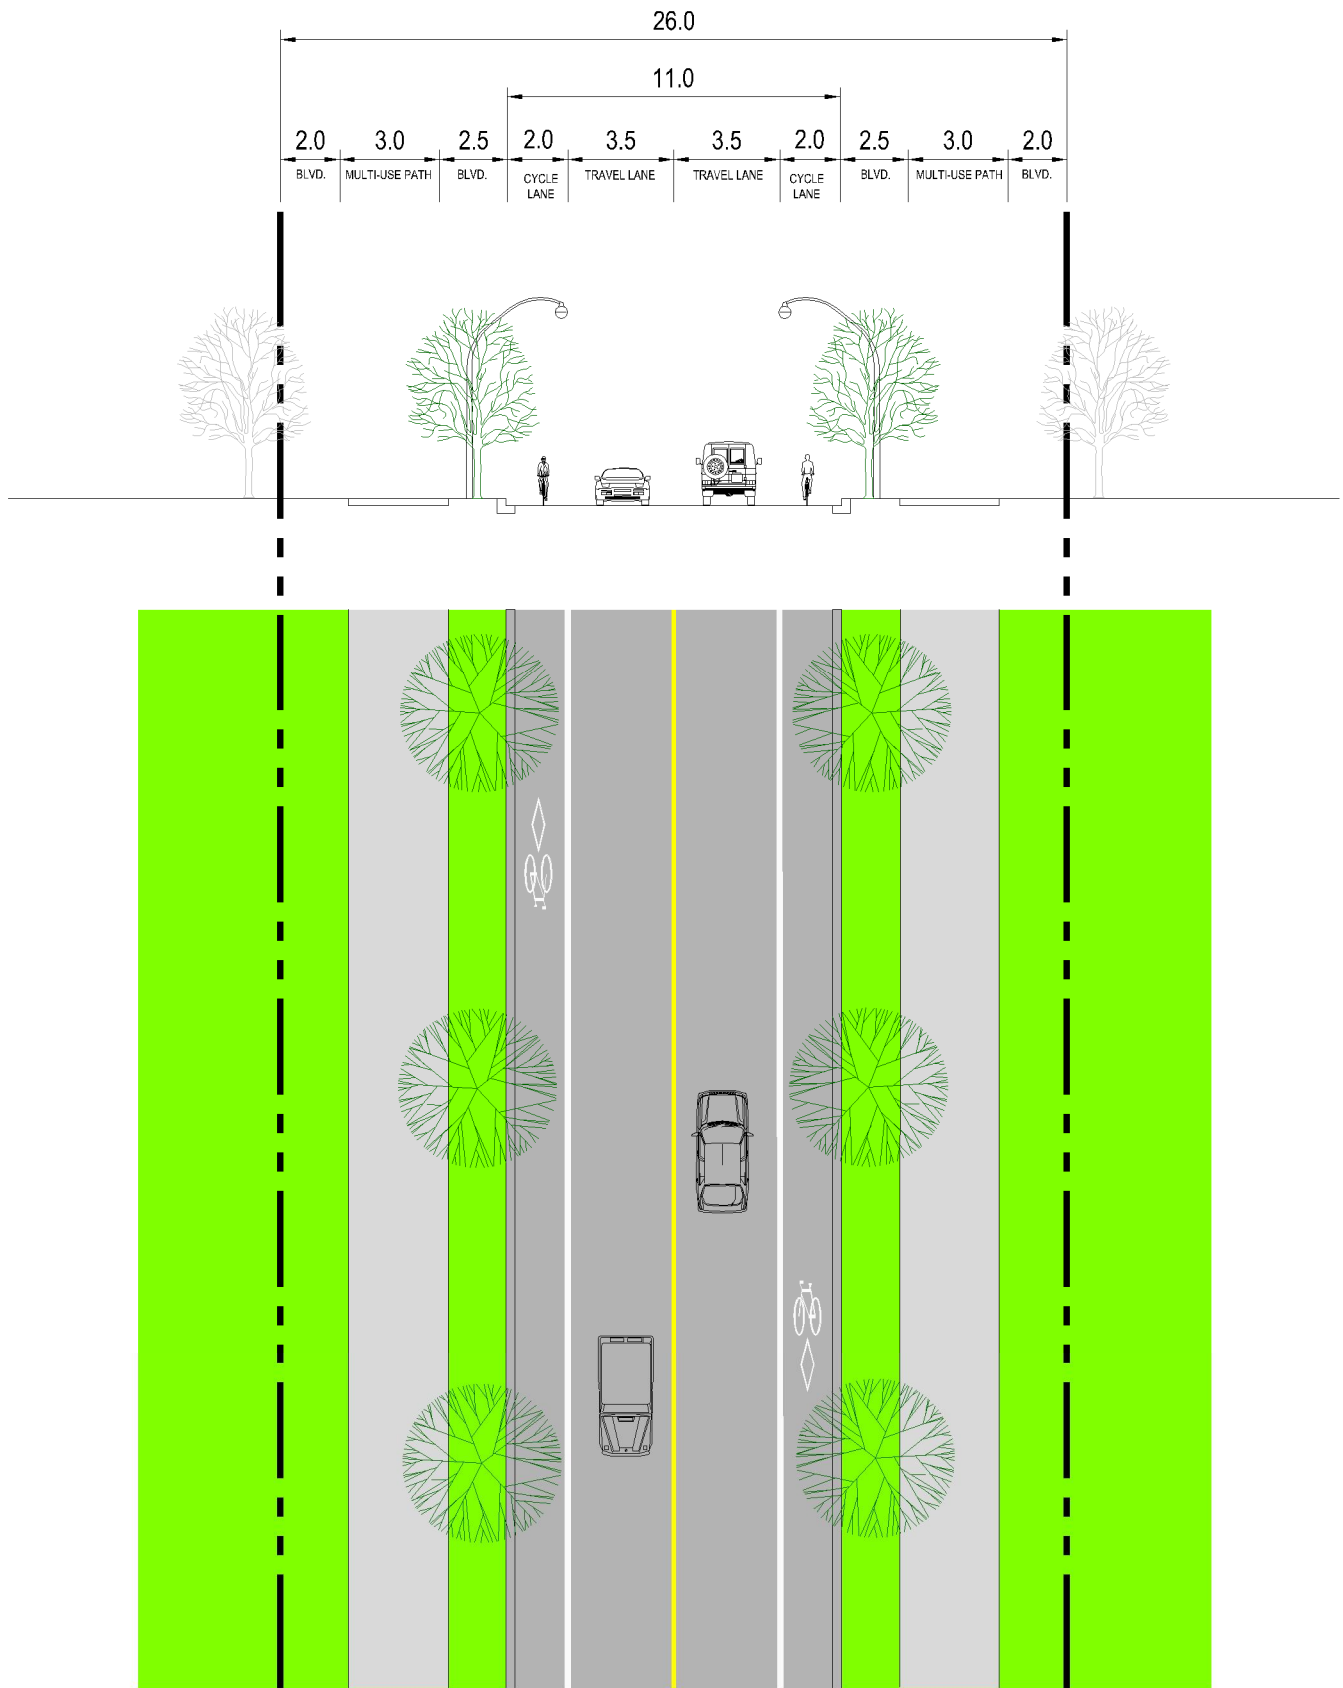 26.0
11.0
2.0 3.0 2.5 2.0 3.5 3.5 2.0 2.5 3.0 2.0
BLVD. MULTI-USE PATH BLVD. CYCLE TRAVEL LANE TRAVEL LANE CYCLE BLVD. MULTI-USE PATH BLVD.
LANE LANE